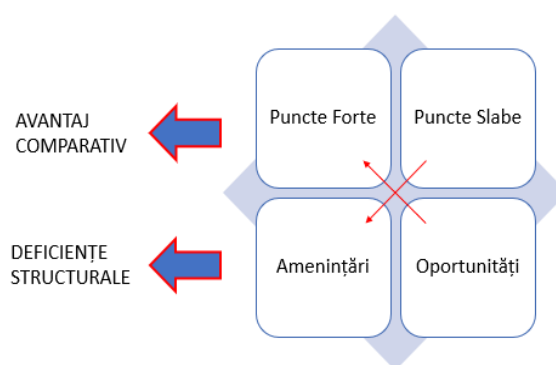 Puncte Forte
Puncte Slabe
AVANTAJ
COMPARATIV
DEFICIENȚE
STRUCTURALE
Amenințări
Oportunități